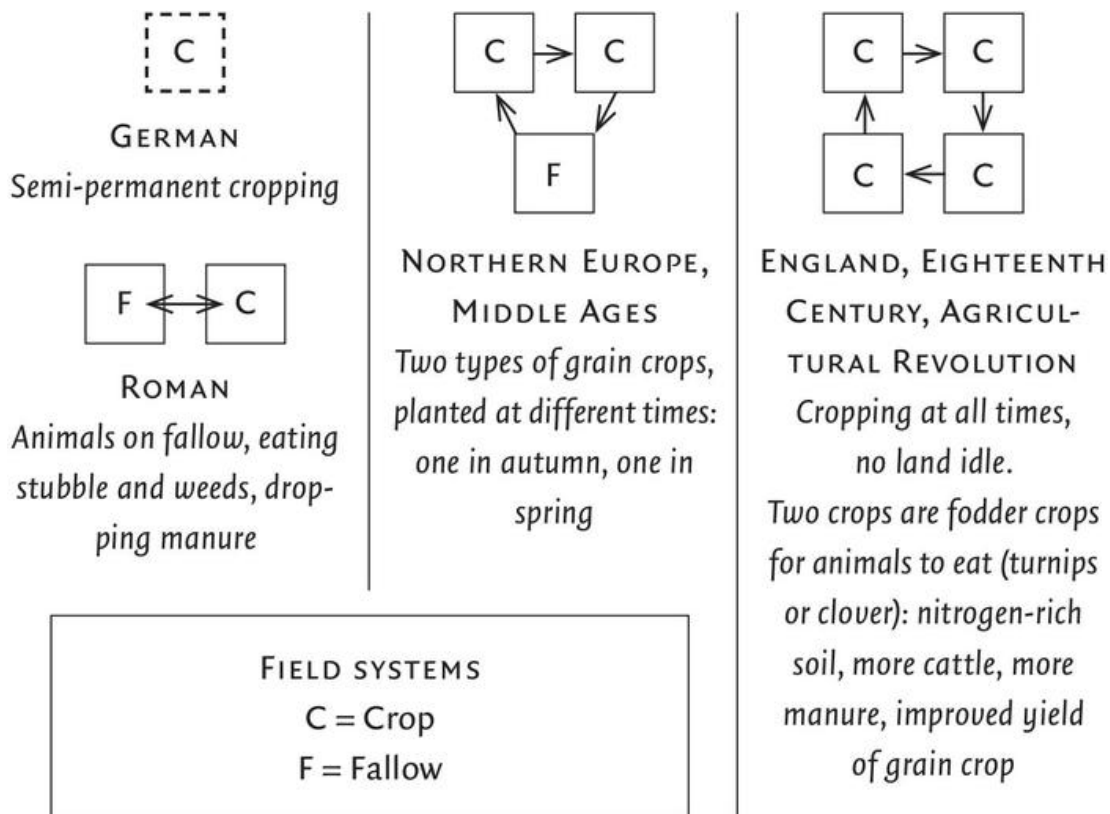 C
GERMAN
Semi-permanent cropping
F C
ROMAN
Animals on fallow, eating
stubble and weeds, drop-
ping manure
C C
F
NORTHERN EUROPE,
MIDDLE AGES
Two types of grain crops,
planted at different times:
one in autumn, one in
spring
C C
C C
ENGLAND, EIGHTEENTH
CENTURY, AGRICUL-
TURAL REVOLUTION
Cropping at all times,
no land idle.
Two crops are fodder crops
for animals to eat (turnips
or clover): nitrogen-rich
soil, more cattle, more
manure, improved yield
of grain crop
FIELD SYSTEMS
C = Crop
F = Fallow